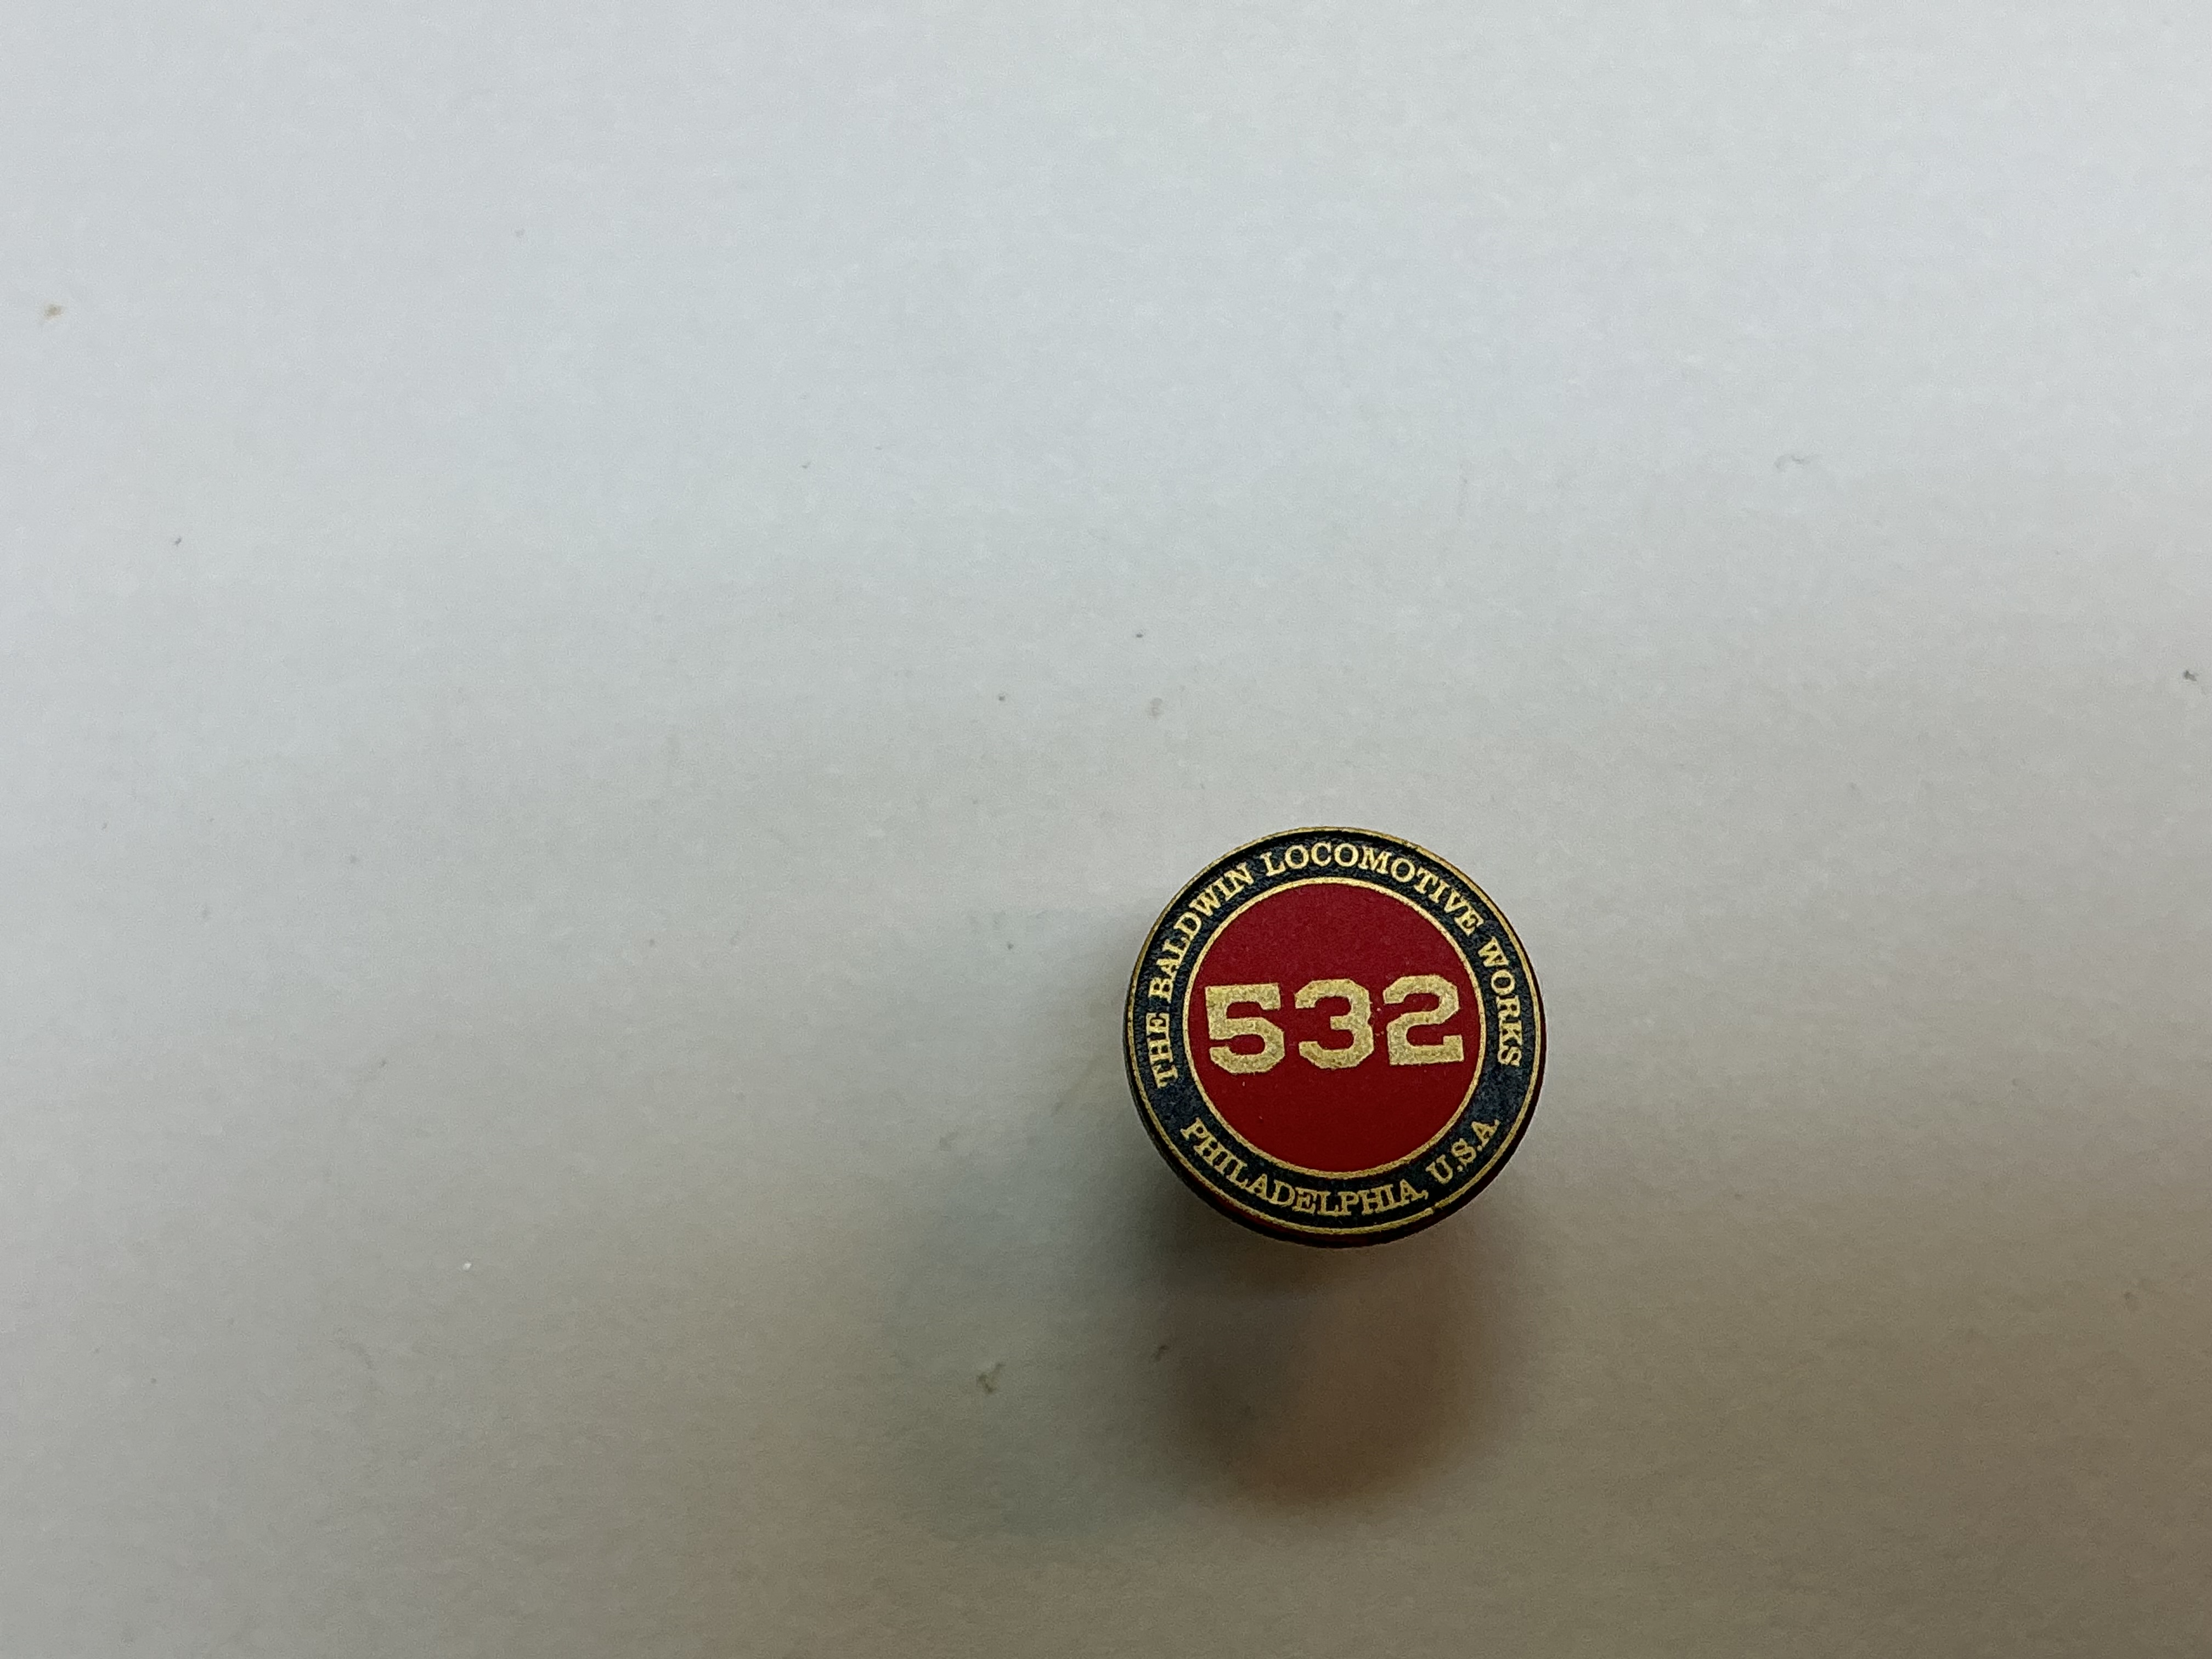 THE BALDWIN LOCOMOTIVE WORKS
532
PHILADELPHIA, U.S.A.